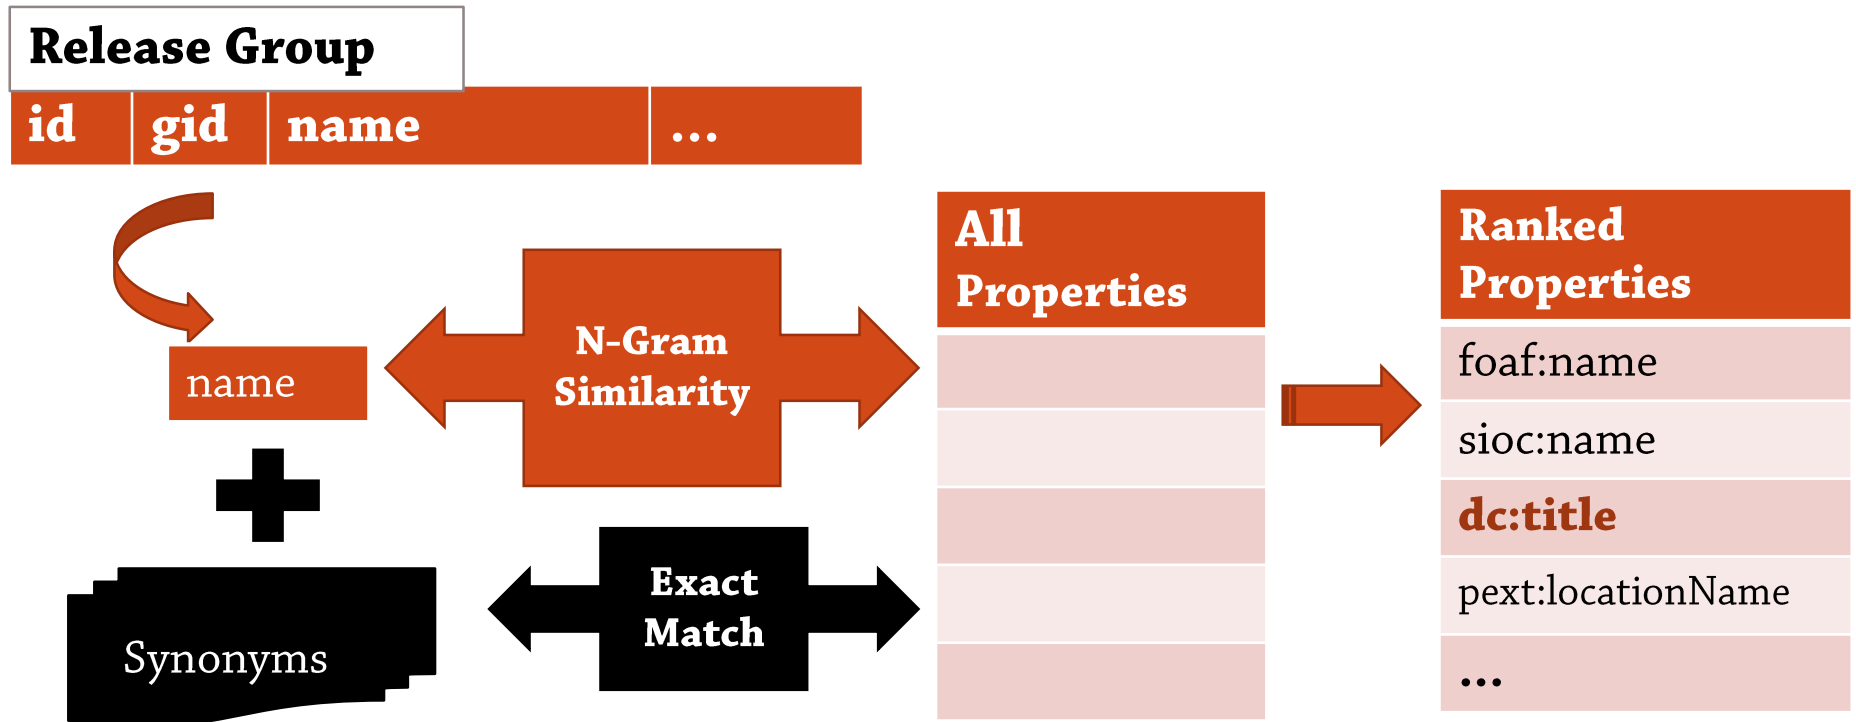 Release Group
id gid name ...
name
N-Gram
Similarity
Synonyms
Exact
Match
All
Properties
Ranked
Properties
foaf:name
sioc:name
dc:title
pext:locationName
...